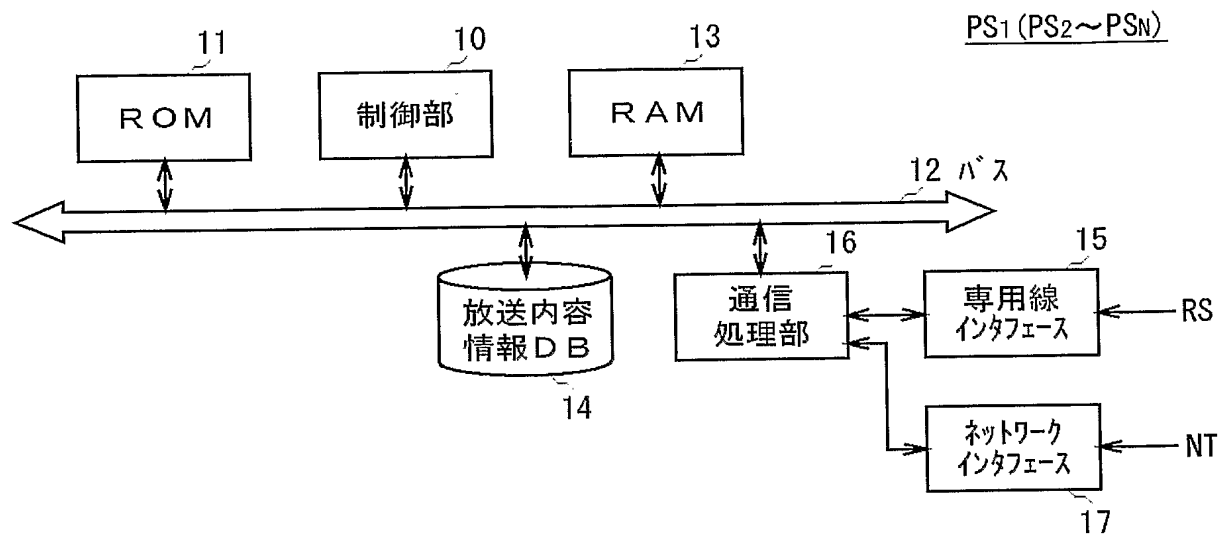 PS1(PS2~PSN)
11
10
13
ROM
制御部
RAM
12 バス
16
15
放送内容
情報DB
14
通信
処理部
専用線
インタフェース
RS
ネットワーク
インタフェース
NT
17